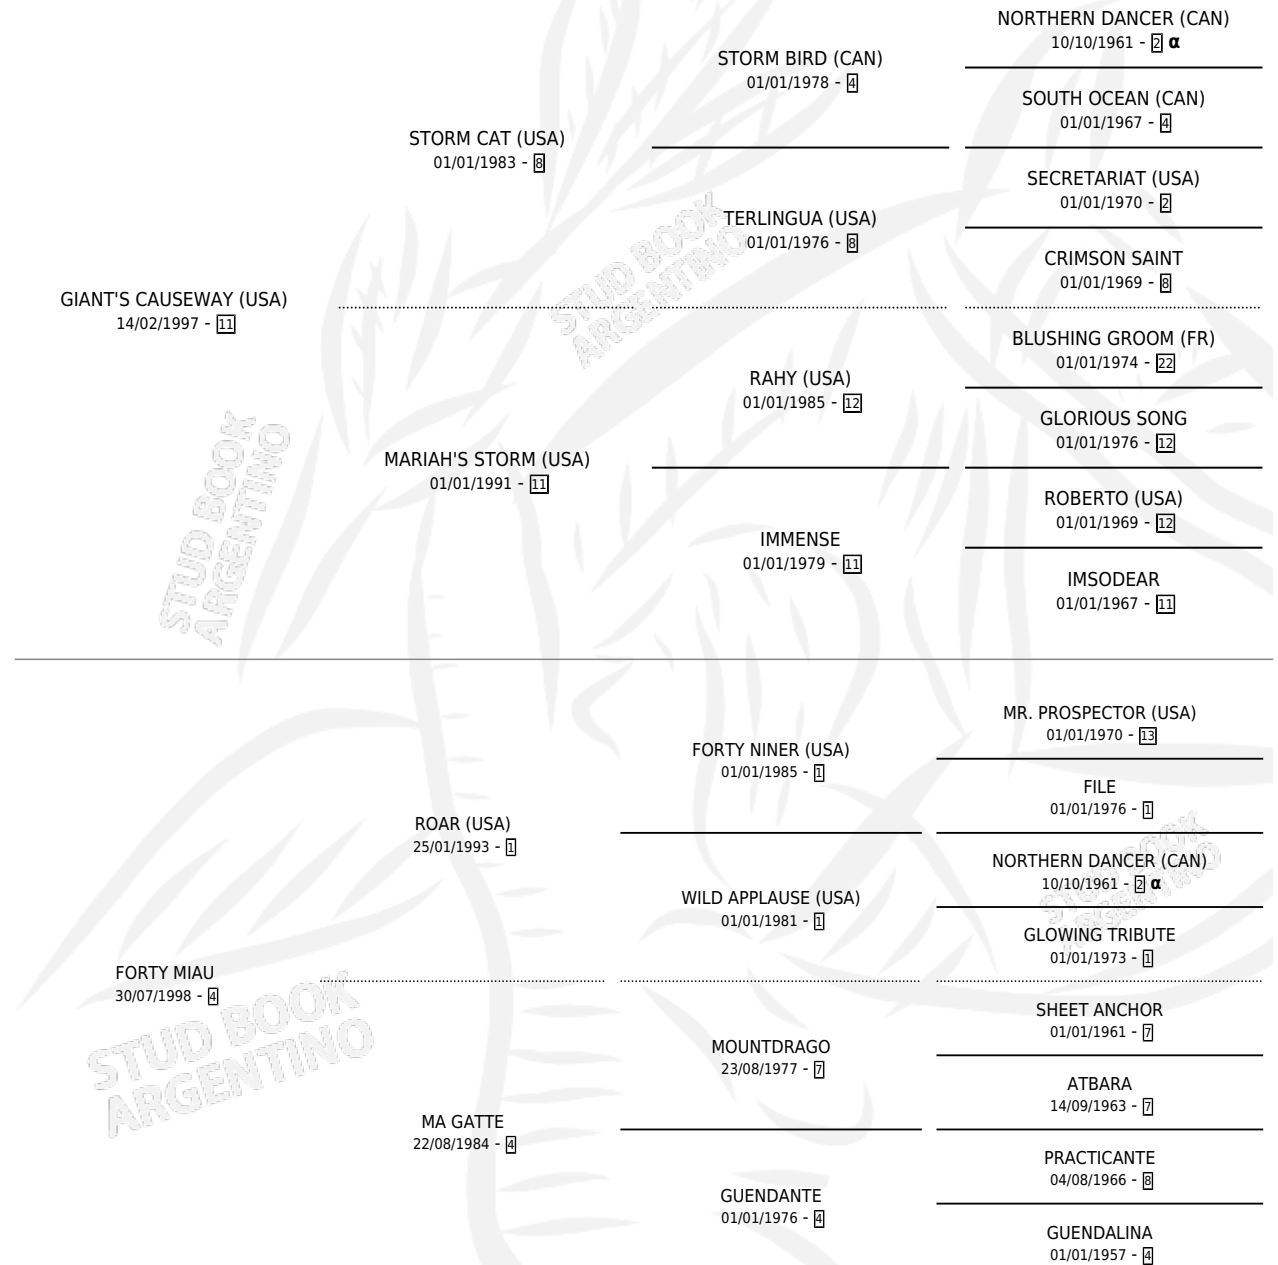 NORTHERN DANCER (CAN)
10/10/1961 - 2 α
STORM BIRD (CAN)
01/01/1978 - 4
SOUTH OCEAN (CAN)
01/01/1967 - 4
STORM CAT (USA)
01/01/1983 - 8
SECRETARIAT (USA)
01/01/1970 - 2
TERLINGUA (USA)
01/01/1976 - 8
CRIMSON SAINT
01/01/1969 - 8
GIANT'S CAUSEWAY (USA)
14/02/1997 - 11
BLUSHING GROOM (FR)
01/01/1974 - 22
RAHY (USA)
01/01/1985 - 12
GLORIOUS SONG
01/01/1976 - 12
MARIAH'S STORM (USA)
01/01/1991 - 11
ROBERTO (USA)
01/01/1969 - 12
IMMENSE
01/01/1979 - 11
IMSODEAR
01/01/1967 - 11
MR. PROSPECTOR (USA)
01/01/1970 - 13
FORTY NINER (USA)
01/01/1985 - 1
FILE
01/01/1976 - 1
ROAR (USA)
25/01/1993 - 1
NORTHERN DANCER (CAN)
10/10/1961 - 2 α
WILD APPLAUSE (USA)
01/01/1981 - 1
GLOWING TRIBUTE
01/01/1973 - 1
FORTY MIAU
30/07/1998 - 4
SHEET ANCHOR
01/01/1961 - 7
MOUNTDRAGO
23/08/1977 - 7
ATBARA
14/09/1963 - 7
MA GATTE
22/08/1984 - 4
PRACTICANTE
04/08/1966 - 8
GUENDANTE
01/01/1976 - 4
GUENDALINA
01/01/1957 - 4
STUD BOOK
ARGENTINO
STUD BOOK
ARGENTINO
STUD BOOK
ARGENTINO
STUD BOOK
ARGENTINO